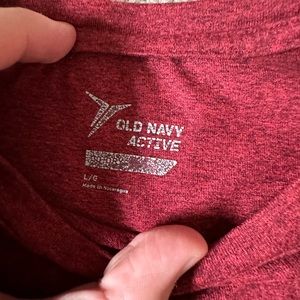 OLD NAVY
ACTIVE
L/G
Made in Nicaragua